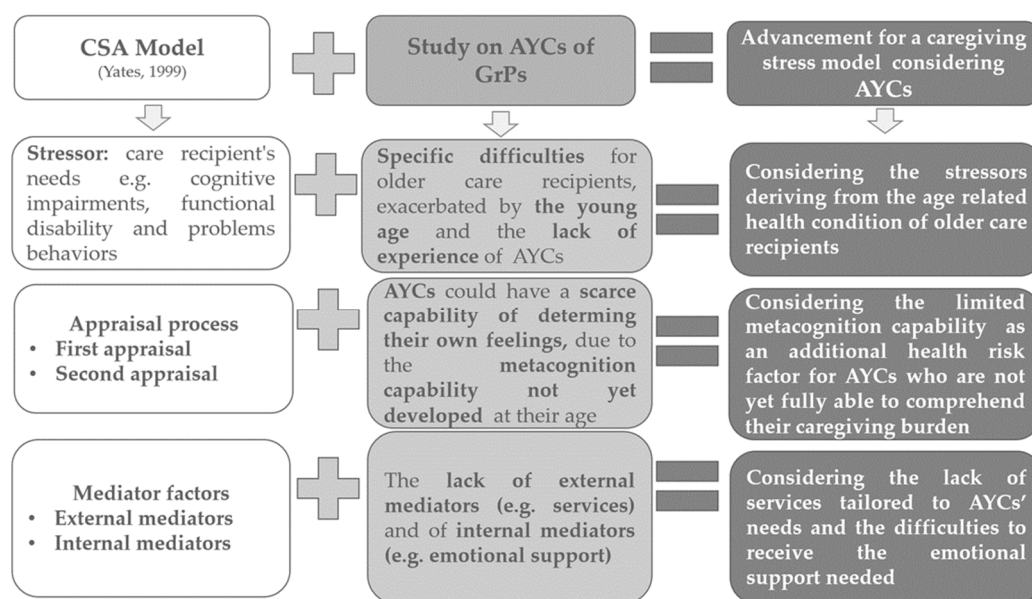 CSA Model
(Yates, 1999)
Study on AYCs of
GrPs
Advancement for a caregiving
stress model considering
AYCs
Stressor: care recipient's
needs e.g. cognitive
impairments, functional
disability and problems
behaviors
Specific difficulties for
older care recipients,
exacerbated by the young
age and the lack of
experience of AYCs
Considering the stressors
deriving from the age related
health condition of older care
recipients
Appraisal process
• First appraisal
• Second appraisal
AYCs could have a scarce
capability of determining
their own feelings, due to
the metacognition
capability not yet
developed at their age
Considering the limited
metacognition capability as
an additional health risk
factor for AYCs who are not
yet fully able to comprehend
their caregiving burden
Mediator factors
• External mediators
• Internal mediators
The lack of external
mediators (e.g. services)
and of internal mediators
(e.g. emotional support)
Considering the lack of
services tailored to AYCs’
needs and the difficulties to
receive the emotional
support needed